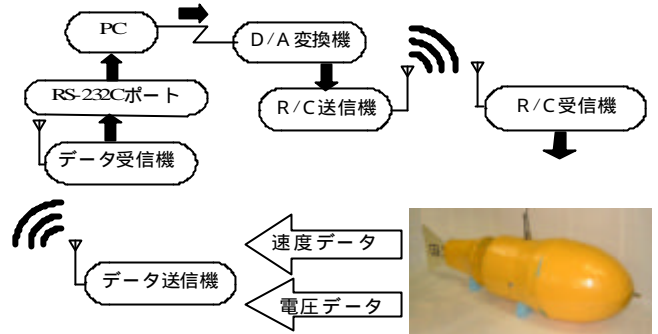 PC
D/A変換機
RS-232Cポート
R/C送信機
R/C受信機
データ受信機
速度データ
データ送信機
電圧データ